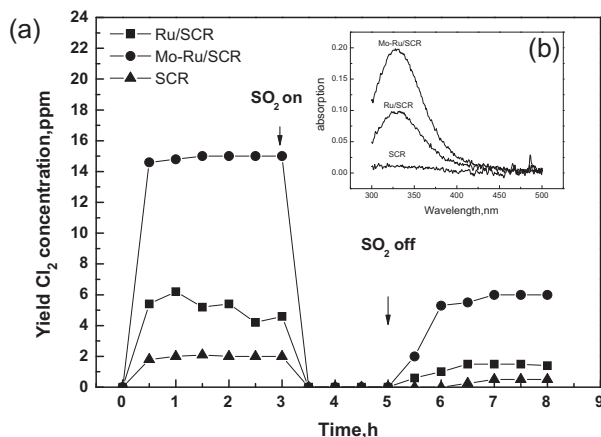 (a)
Yield Cl₂ concentration,ppm
24
22
20
18
16
14
12
10
8
6
4
2
0
Ru/SCR
Mo-Ru/SCR
SCR
SO₂ on
SO₂ off
0 1 2 3 4 5 6 7 8 9
Time,h
(b)
absorption
0.20
0.15
0.10
0.05
0.00
Mo-Ru/SCR
Ru/SCR
SCR
300 350 400 450 500
Wavelength,nm